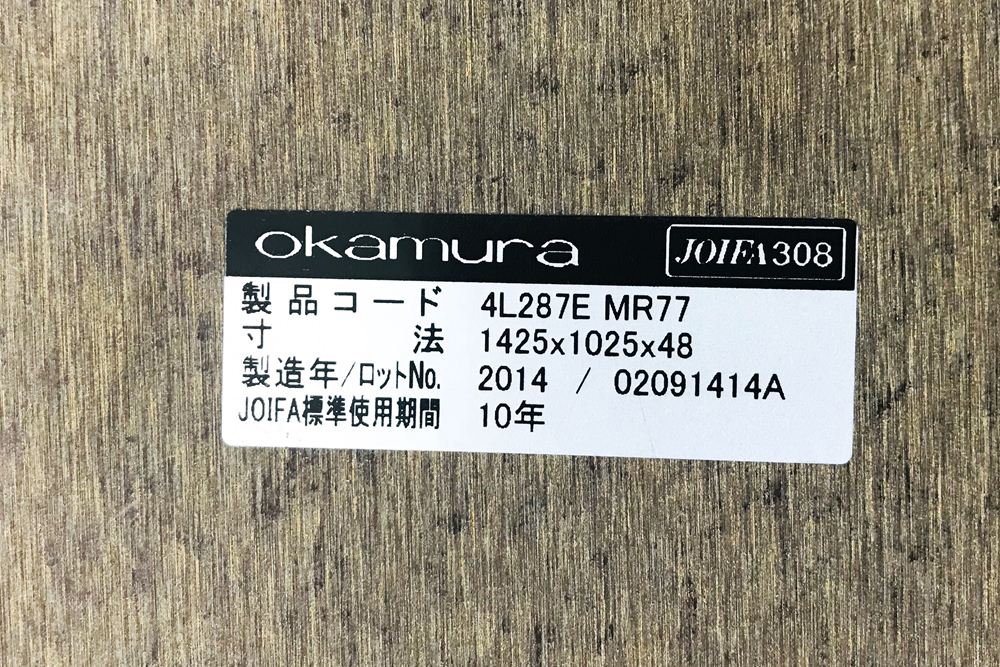 okamura JOIFA308
製品コード 4L287E MR77
寸法 1425x1025x48
製造年/ロットNo. 2014 / 02091414A
JOIFA標準使用期間 10年